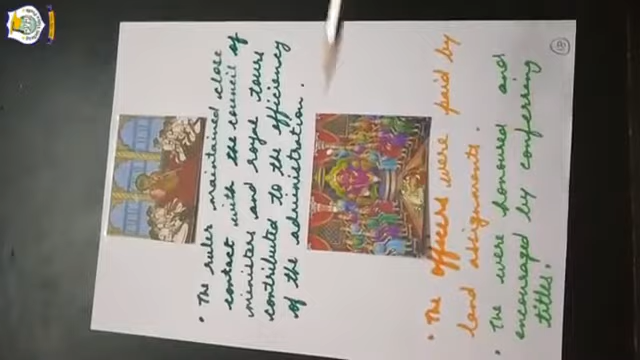 18
• The ruler maintained close
contact with the council of
ministers and royal tours
contributed to the efficiency
of the administration.
• The officers were paid by
land assignments.
• The were honoured and
encouraged by conferring
titles.